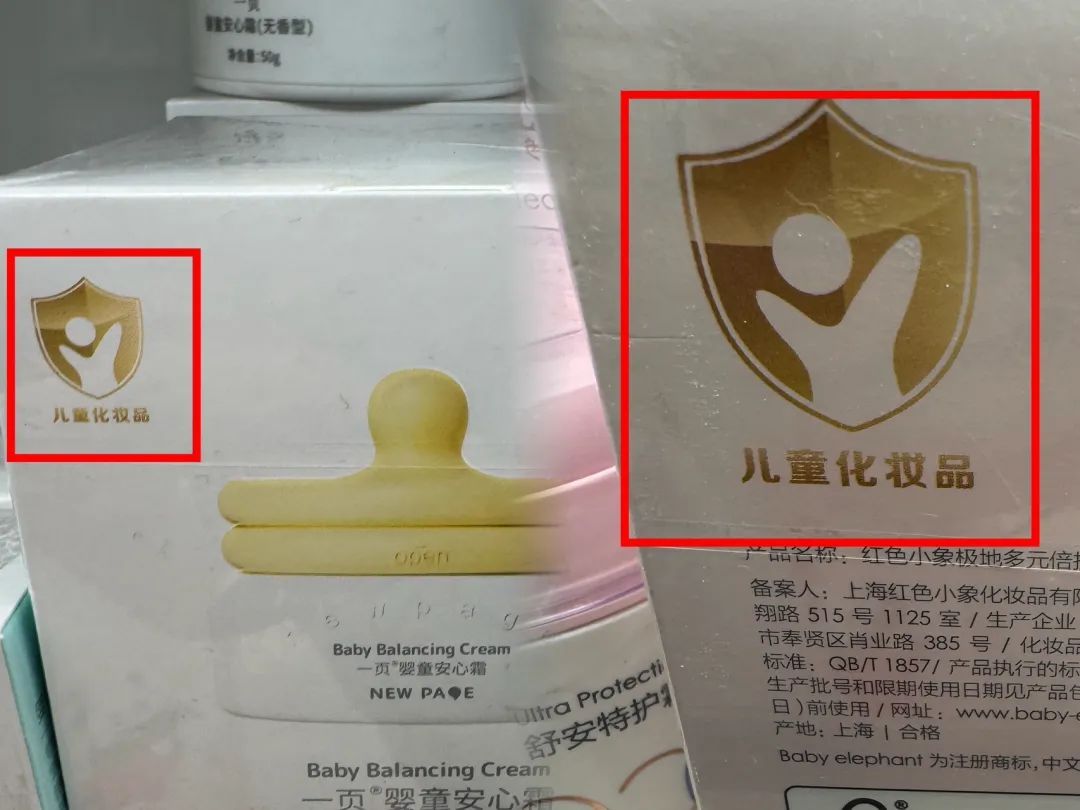 一页
婴童安心霜(无香型)
净含量:50g
儿童化妆品
open
Baby Balancing Cream
一页®婴童安心霜
NEW PAGE
Baby Balancing Cream
一页®婴童安心霜
Ultra Protecti
舒安特护
儿童化妆品
产品名称：红色小象极地多元倍
备案人：上海红色小象化妆品有限
翔路 515 号 1125 室 / 生产企业
市奉贤区肖业路 385 号 / 化妆品
标准：QB/T 1857/ 产品执行的标
生产批号和限期使用日期见产品包
日)前使用 / 网址：www.baby-e
产地：上海 | 合格
Baby elephant 为注册商标,中文